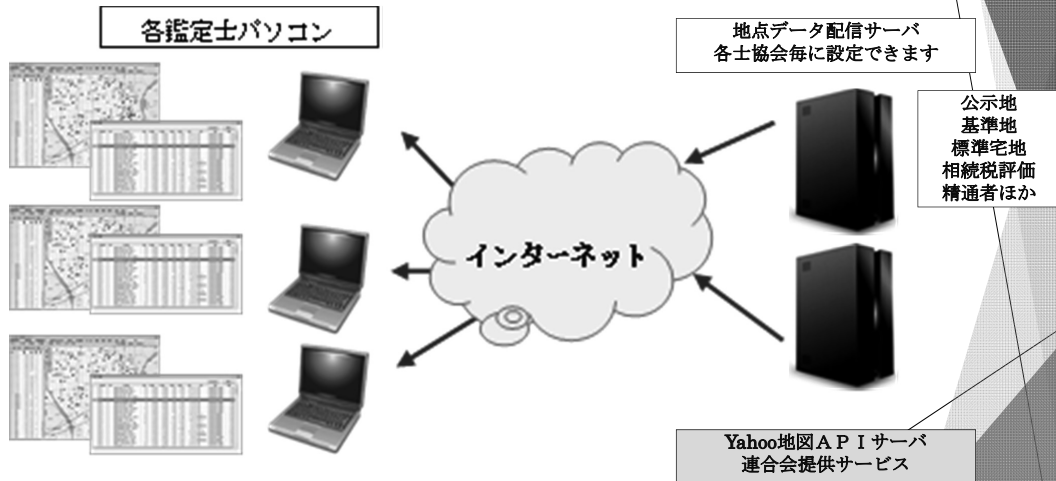 各鑑定士パソコン
地点データ配信サーバ
各士協会毎に設定できます
公示地
基準地
標準宅地
相続税評価
精通者ほか
インターネット
Yahoo地図ＡＰＩサーバ
連合会提供サービス